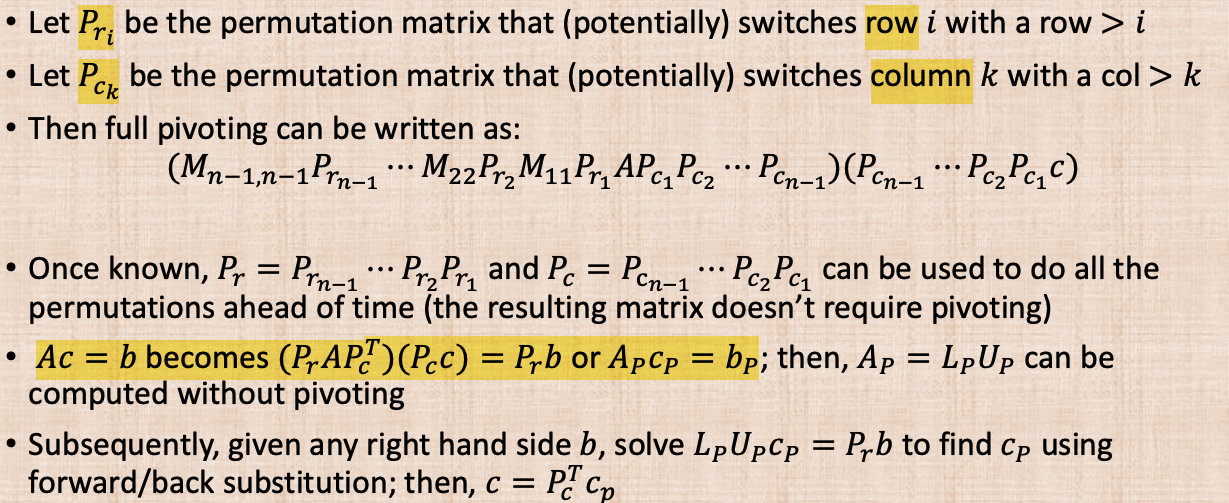 • Let $P_{r_i}$ be the permutation matrix that (potentially) switches row $i$ with a row > $i$
• Let $P_{c_k}$ be the permutation matrix that (potentially) switches column $k$ with a col > $k$
• Then full pivoting can be written as:
$(M_{n-1,n-1}P_{r_{n-1}} \cdots M_{22}P_{r_2}M_{11}P_{r_1}AP_{c_1}P_{c_2} \cdots P_{c_{n-1}})(P_{c_{n-1}} \cdots P_{c_2}P_{c_1}c)$
• Once known, $P_r = P_{r_{n-1}} \cdots P_{r_2}P_{r_1}$ and $P_c = P_{c_{n-1}} \cdots P_{c_2}P_{c_1}$ can be used to do all the
permutations ahead of time (the resulting matrix doesn't require pivoting)
• $Ac = b$ becomes $(P_rAP_c^T)(P_cc) = P_rb$ or $A_Pc_P = b_P$; then, $A_P = L_PU_P$ can be
computed without pivoting
• Subsequently, given any right hand side $b$, solve $L_PU_Pc_P = P_rb$ to find $c_P$ using
forward/back substitution; then, $c = P_c^Tc_p$